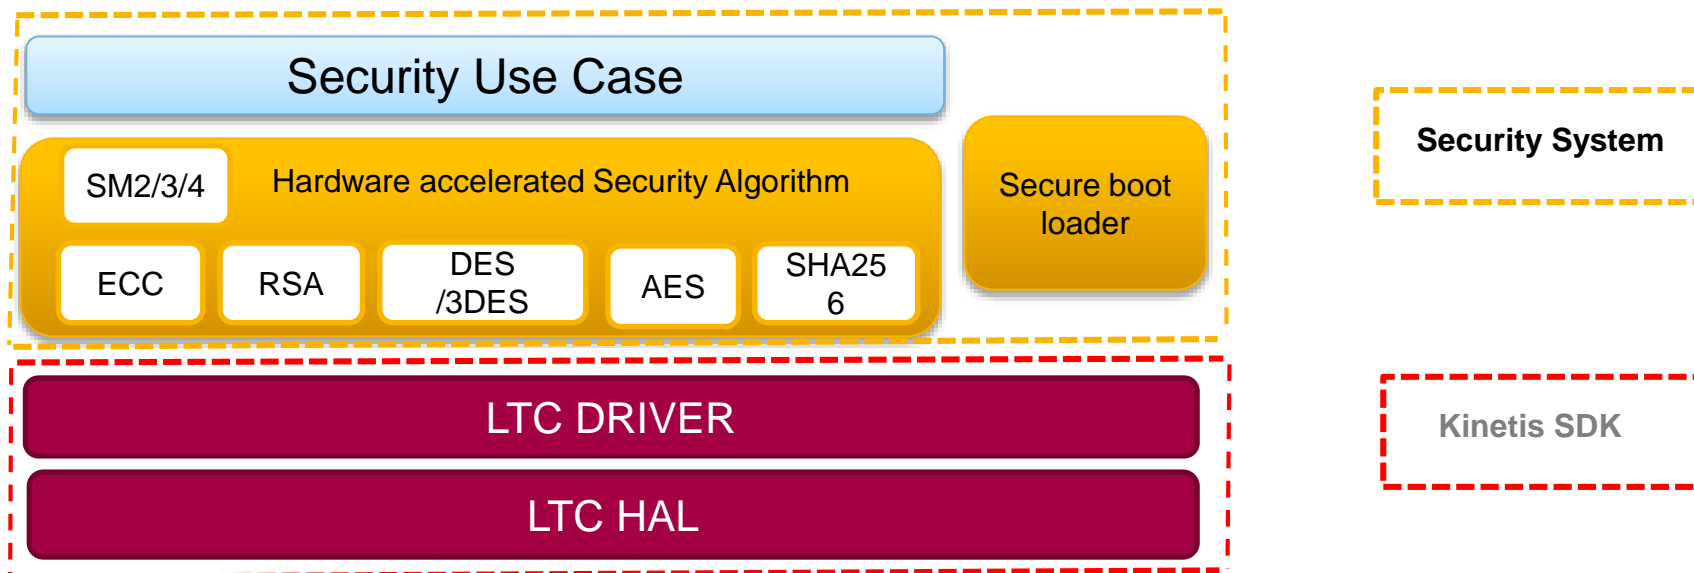 Security Use Case
SM2/3/4
Hardware accelerated Security Algorithm
ECC
RSA
DES
/3DES
AES
SHA25
6
Secure boot
loader
Security System
LTC DRIVER
LTC HAL
Kinetis SDK